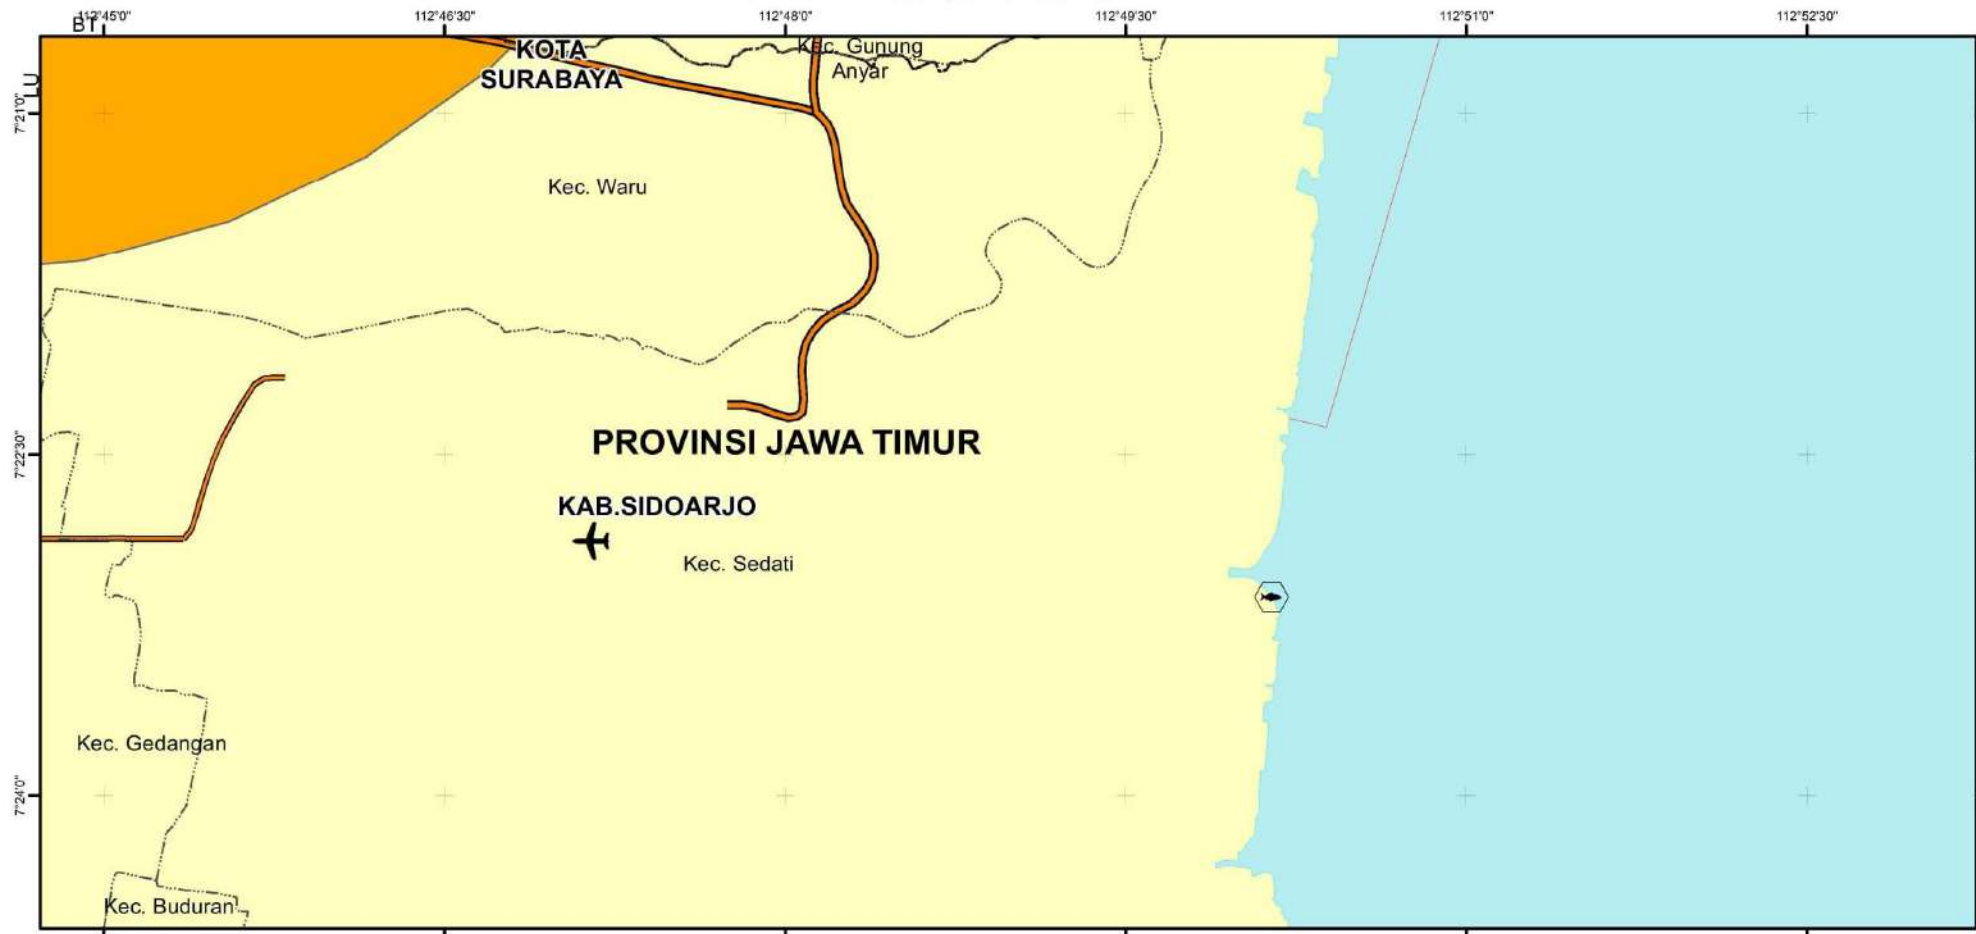 112°45'0"
112°46'30"
112°48'0"
112°49'30"
112°51'0"
112°52'30"
BT
LU
KOTA
SURABAYA
Kec. Gunung
Anyar
7°21'0"
Kec. Waru
PROVINSI JAWA TIMUR
7°22'30"
KAB.SIDOARJO
Kec. Sedati
Kec. Gedangan
7°24'0"
Kec. Buduran